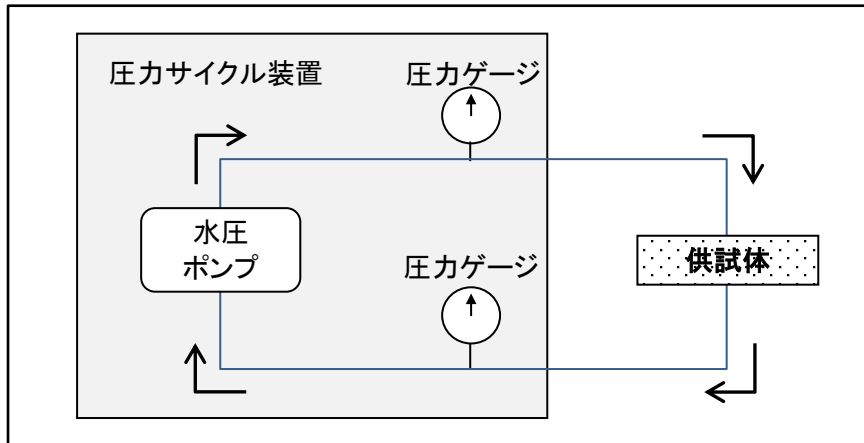 圧力サイクル装置
圧力ゲージ
水圧
ポンプ
圧力ゲージ
供試体